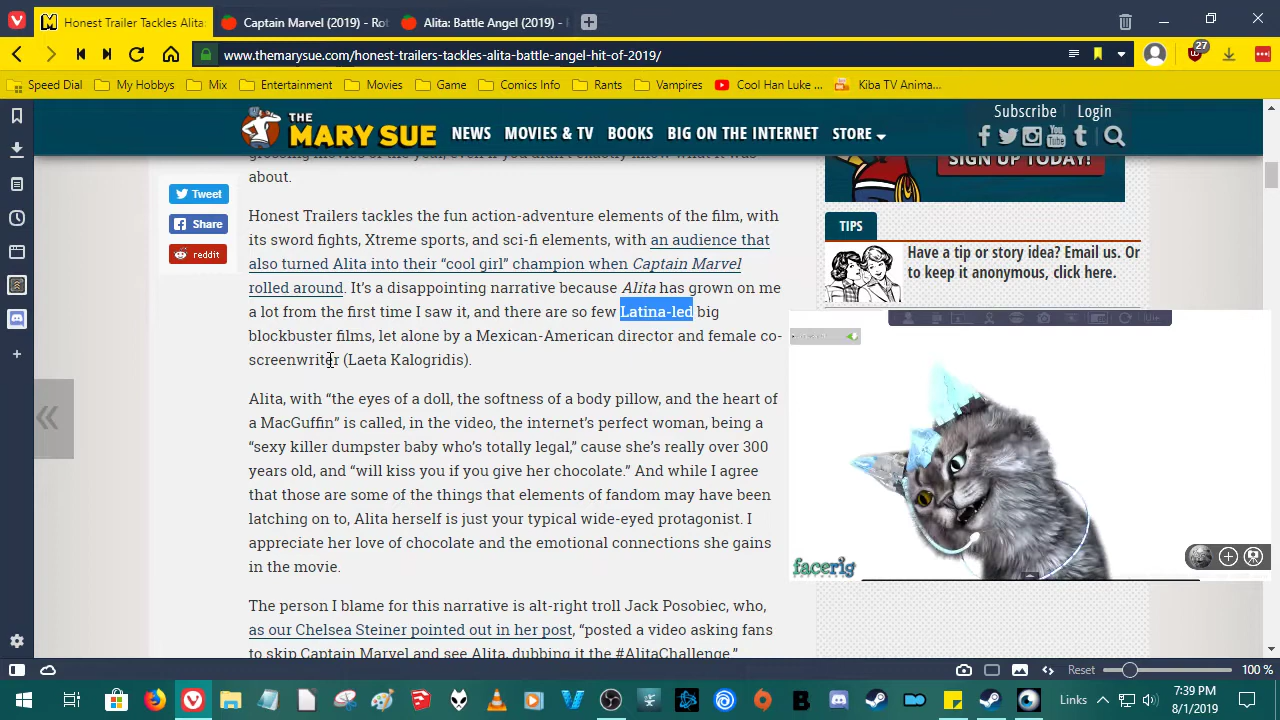 Honest Trailer Tackles Alita:
Captain Marvel (2019) - Rot
Alita: Battle Angel (2019) - 
www.themarysue.com/honest-trailers-tackles-alita-battle-angel-hit-of-2019/
27
Speed Dial
My Hobbys
Mix
Entertainment
Movies
Game
Comics Info
Rants
Vampires
Cool Han Luke ...
Kiba TV Anima...
THE
MARY SUE
NEWS
MOVIES & TV
BOOKS
BIG ON THE INTERNET
STORE
Subscribe
Login
about.
Tweet
Share
reddit
Honest Trailers tackles the fun action-adventure elements of the film, with
its sword fights, Xtreme sports, and sci-fi elements, with an audience that
also turned Alita into their “cool girl” champion when Captain Marvel
rolled around. It’s a disappointing narrative because Alita has grown on me
a lot from the first time I saw it, and there are so few Latina-led big
blockbuster films, let alone by a Mexican-American director and female co-
screenwriter (Laeta Kalogridis).
Alita, with “the eyes of a doll, the softness of a body pillow, and the heart of
a MacGuffin” is called, in the video, the internet’s perfect woman, being a
“sexy killer dumpster baby who’s totally legal,” cause she’s really over 300
years old, and “will kiss you if you give her chocolate.” And while I agree
that those are some of the things that elements of fandom may have been
latching on to, Alita herself is just your typical wide-eyed protagonist. I
appreciate her love of chocolate and the emotional connections she gains
in the movie.
The person I blame for this narrative is alt-right troll Jack Posobiec, who,
as our Chelsea Steiner pointed out in her post, “posted a video asking fans
to skip Captain Marvel and see Alita, dubbing it the #AlitaChallenge.”
SIGN UP TODAY!
TIPS
Have a tip or story idea? Email us. Or
to keep it anonymous, click here.
facerig
Reset
100 %
Links
7:39 PM
8/1/2019